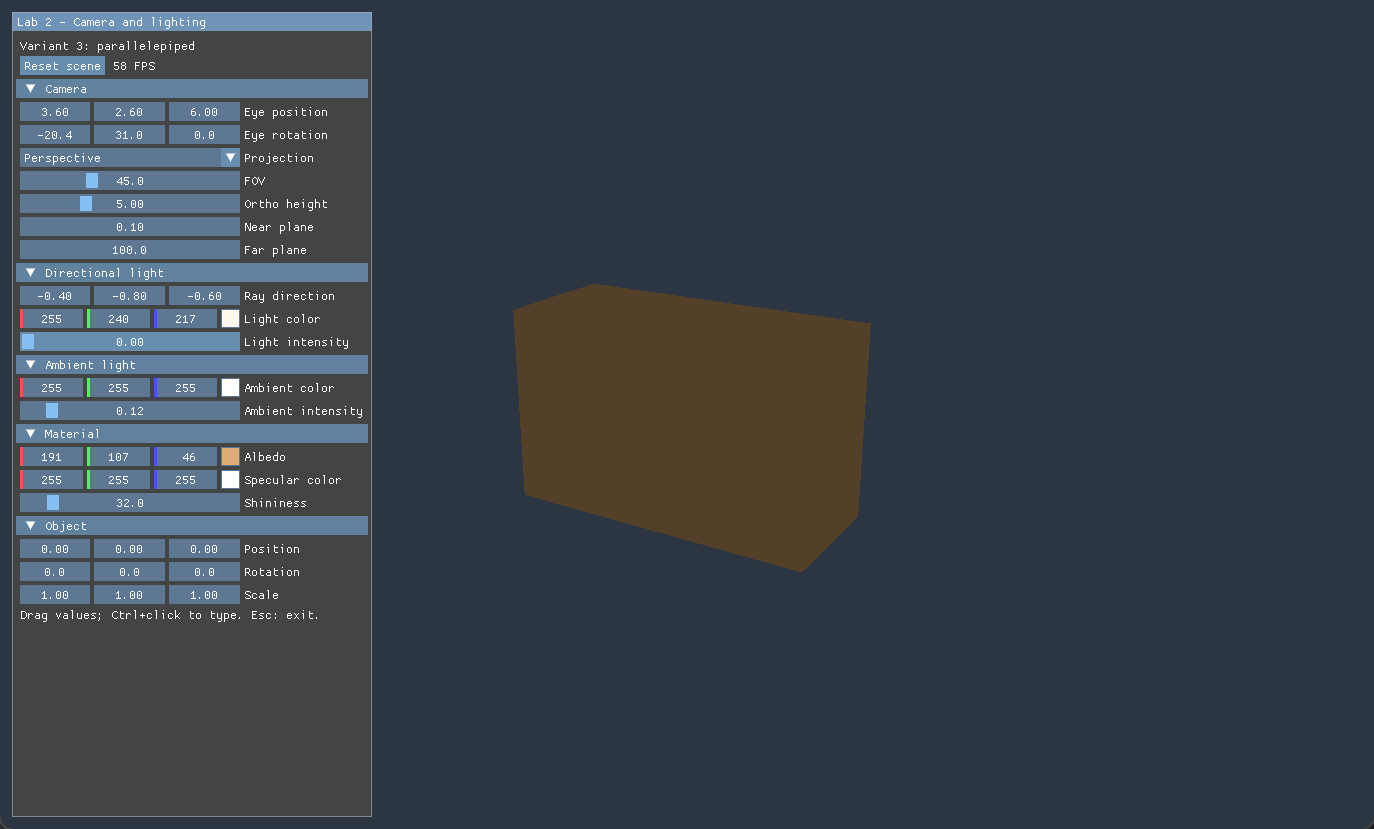 Lab 2 - Camera and lighting
Variant 3: parallelepiped
Reset scene 58 FPS
Camera
3.60 2.60 6.00 Eye position
-20.4 31.0 0.0 Eye rotation
Perspective Projection
45.0 FOV
5.00 Ortho height
0.10 Near plane
100.0 Far plane
Directional light
-0.40 -0.80 -0.60 Ray direction
255 240 217 Light color
0.00 Light intensity
Ambient light
255 255 255 Ambient color
0.12 Ambient intensity
Material
191 107 46 Albedo
255 255 255 Specular color
32.0 Shininess
Object
0.00 0.00 0.00 Position
0.0 0.0 0.0 Rotation
1.00 1.00 1.00 Scale
Drag values; Ctrl+click to type. Esc: exit.